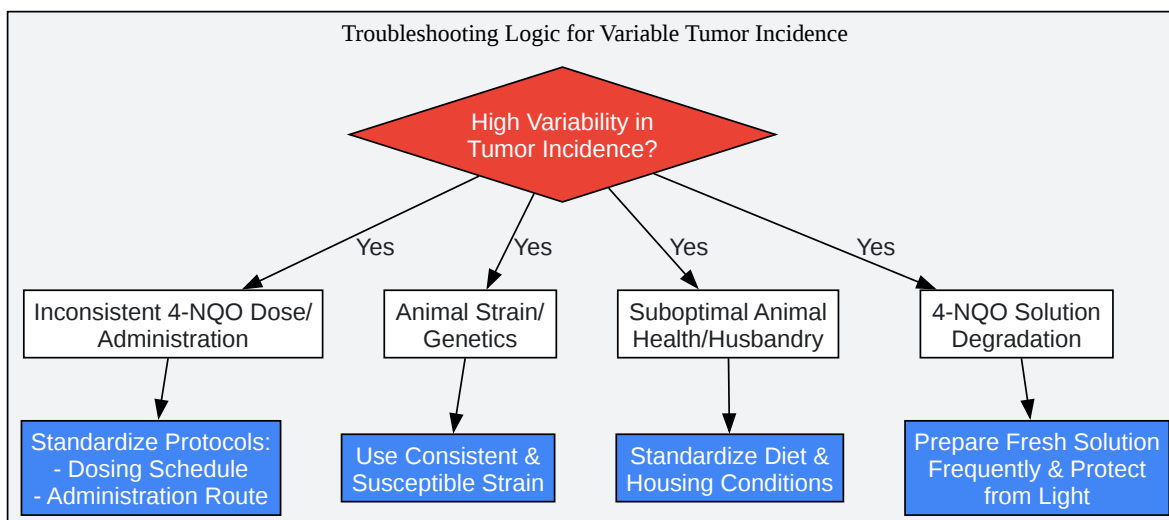 Troubleshooting Logic for Variable Tumor Incidence
High Variability in
Tumor Incidence?
Yes
Yes
Yes
Yes
Inconsistent 4-NQO Dose/
Administration
Animal Strain/
Genetics
Suboptimal Animal
Health/Husbandry
4-NQO Solution
Degradation
Standardize Protocols:
- Dosing Schedule
- Administration Route
Use Consistent &
Susceptible Strain
Standardize Diet &
Housing Conditions
Prepare Fresh Solution
Frequently & Protect
from Light